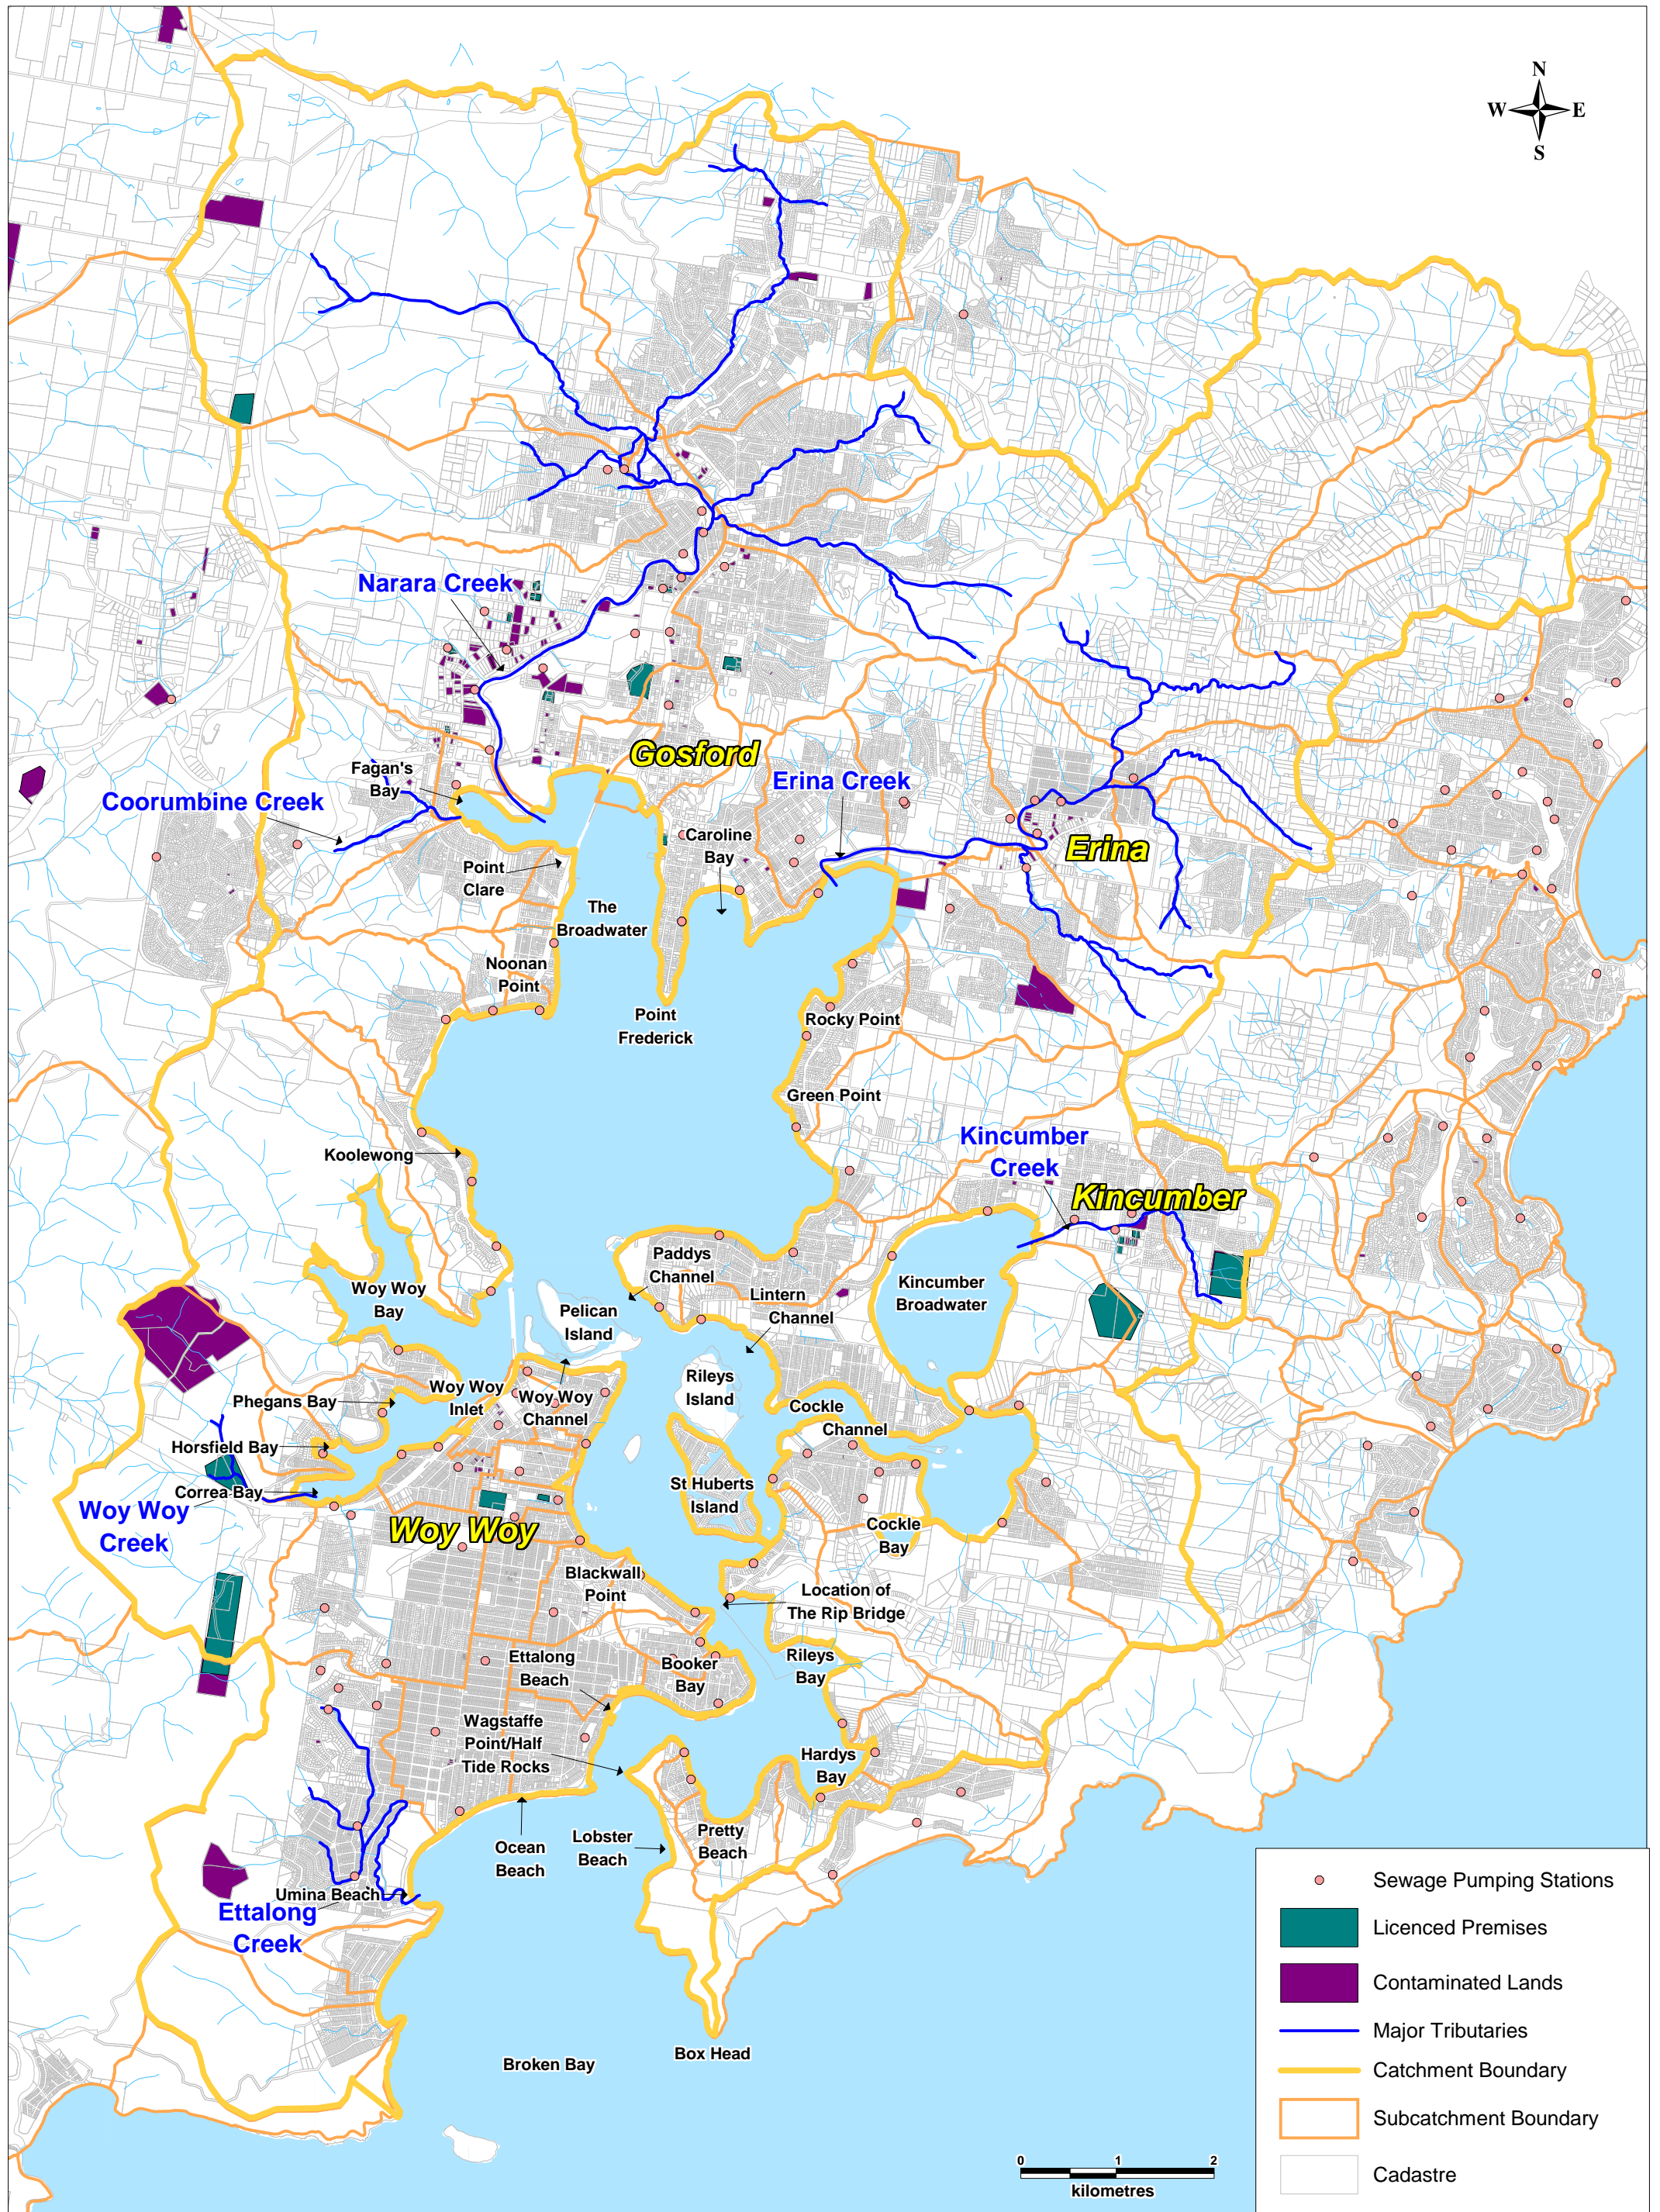 N
W
E
S
Narara Creek
Gosford
Fagan's
Bay
Erina Creek
Coorumbine Creek
Caroline
Bay
Erina
Point
Clare
The
Broadwater
Noonan
Point
Point
Frederick
Rocky Point
Green Point
Kincumber
Creek
Koolewong
Kincumber
Paddys
Channel
Woy Woy
Bay
Pelican
Island
Lintern
Channel
Kincumber
Broadwater
Rileys
Island
Woy Woy
Inlet
Woy Woy
Channel
Phegans Bay
Cockle
Channel
Horsfield Bay
St Huberts
Island
Correa Bay
Woy Woy
Creek
Woy Woy
Cockle
Bay
Blackwall
Point
Location of
The Rip Bridge
Ettalong
Beach
Booker
Bay
Rileys
Bay
Wagstaffe
Point/Half
Tide Rocks
Hardys
Bay
Ocean
Beach
Lobster
Beach
Pretty
Beach
Umina Beach
Ettalong
Creek
Box Head
Broken Bay
0 1 2
kilometres
Sewage Pumping Stations
Licenced Premises
Contaminated Lands
Major Tributaries
Catchment Boundary
Subcatchment Boundary
Cadastre